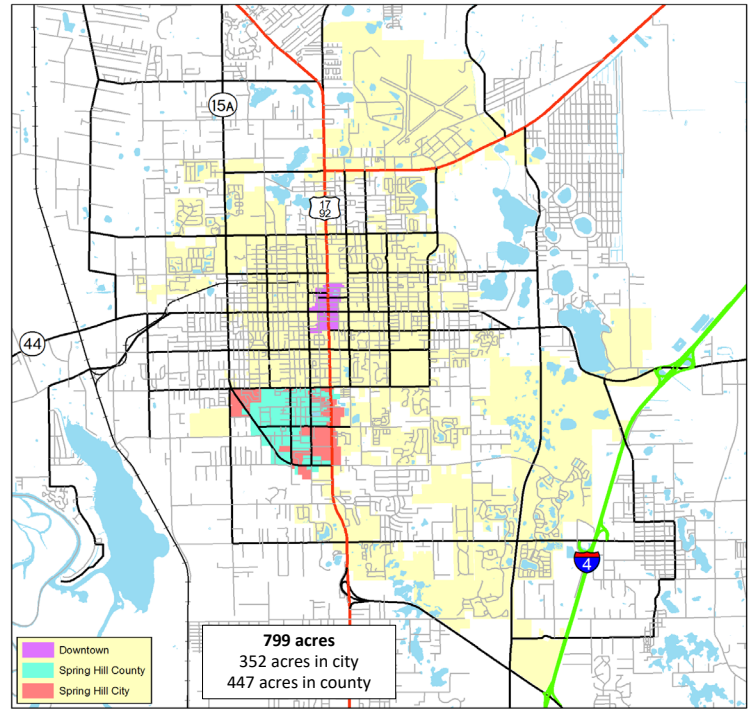 15A
17
92
44
4
Downtown
Spring Hill County
Spring Hill City
799 acres
352 acres in city
447 acres in county